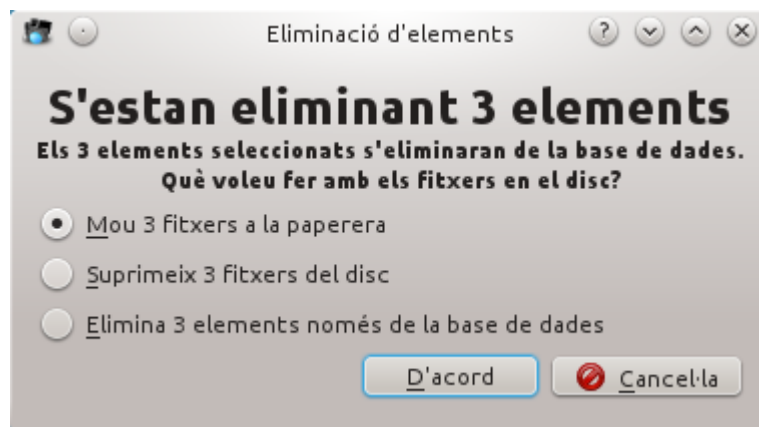 Eliminació d'elements
S'estan eliminant 3 elements
Els 3 elements seleccionats s'eliminaran de la base de dades.
Què voleu fer amb els fitxers en el disc?
Mou 3 fitxers a la paperera
Suprimeix 3 fitxers del disc
Elimina 3 elements només de la base de dades
D'acord Cancel·la